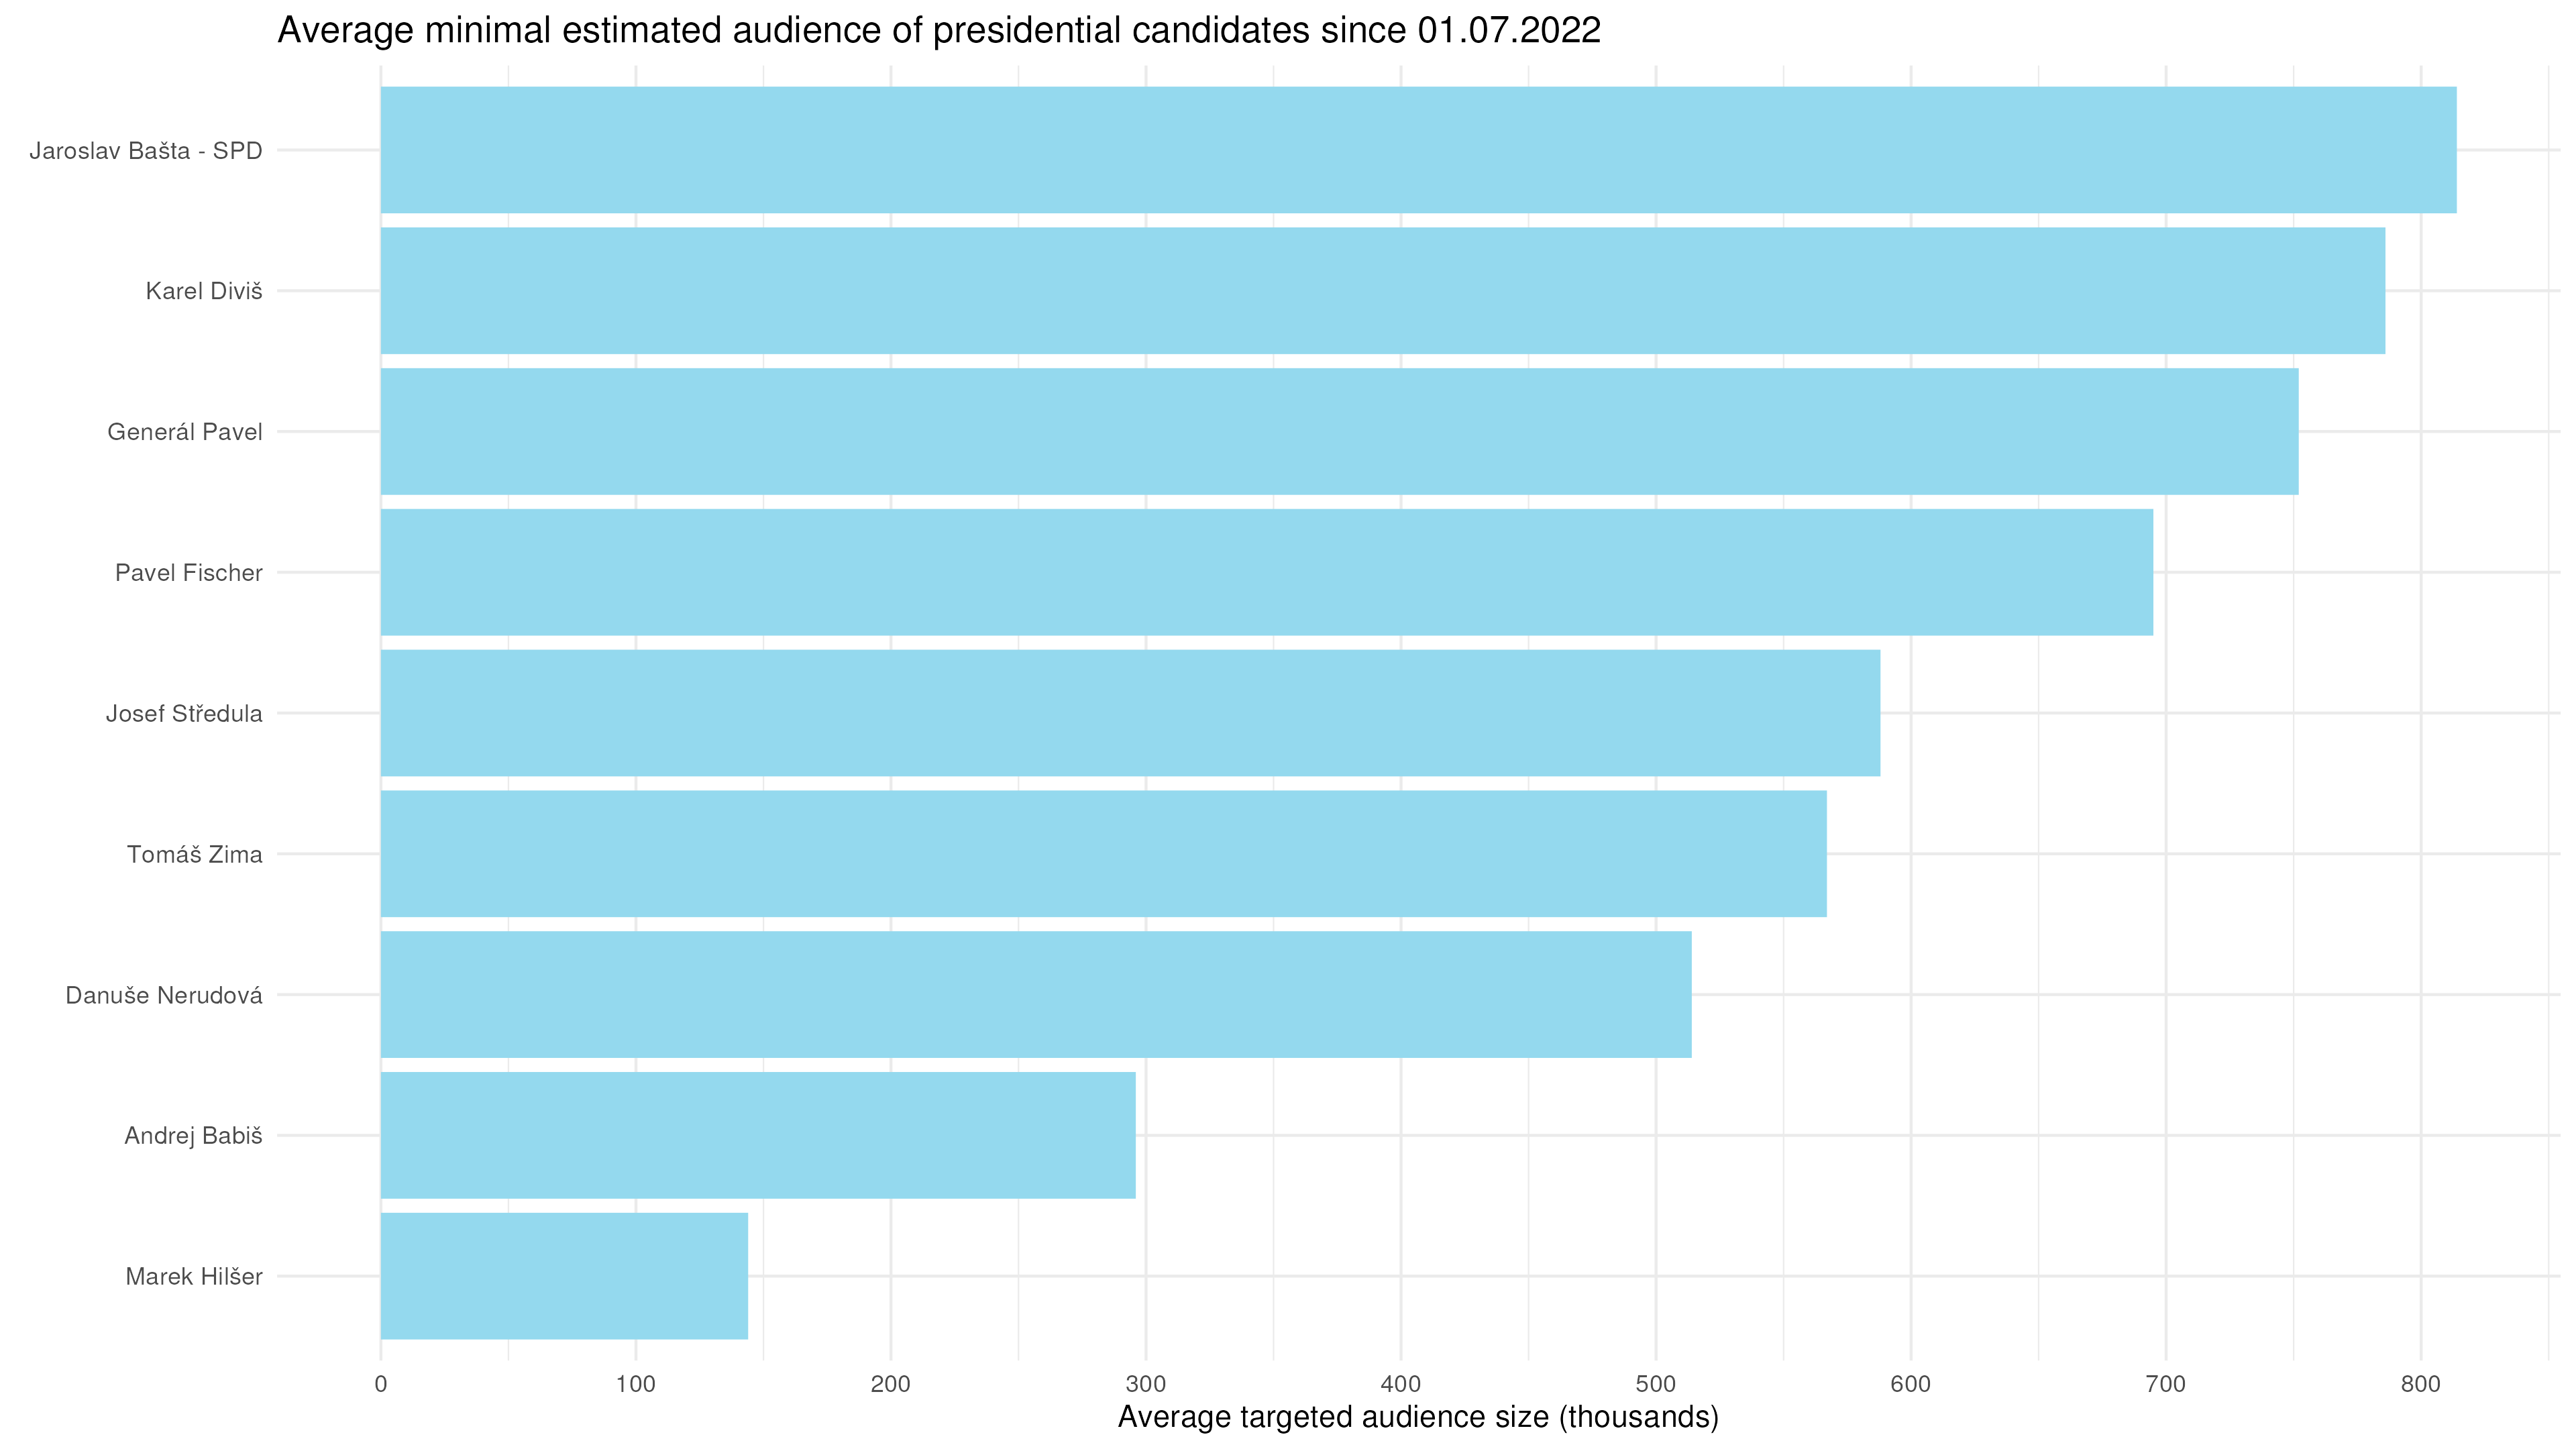 Average minimal estimated audience of presidential candidates since 01.07.2022
Jaroslav Bašta - SPD
Karel Diviš
Generál Pavel
Pavel Fischer
Josef Středula
Tomáš Zima
Danuše Nerudová
Andrej Babiš
Marek Hilšer
0 100 200 300 400 500 600 700 800
Average targeted audience size (thousands)